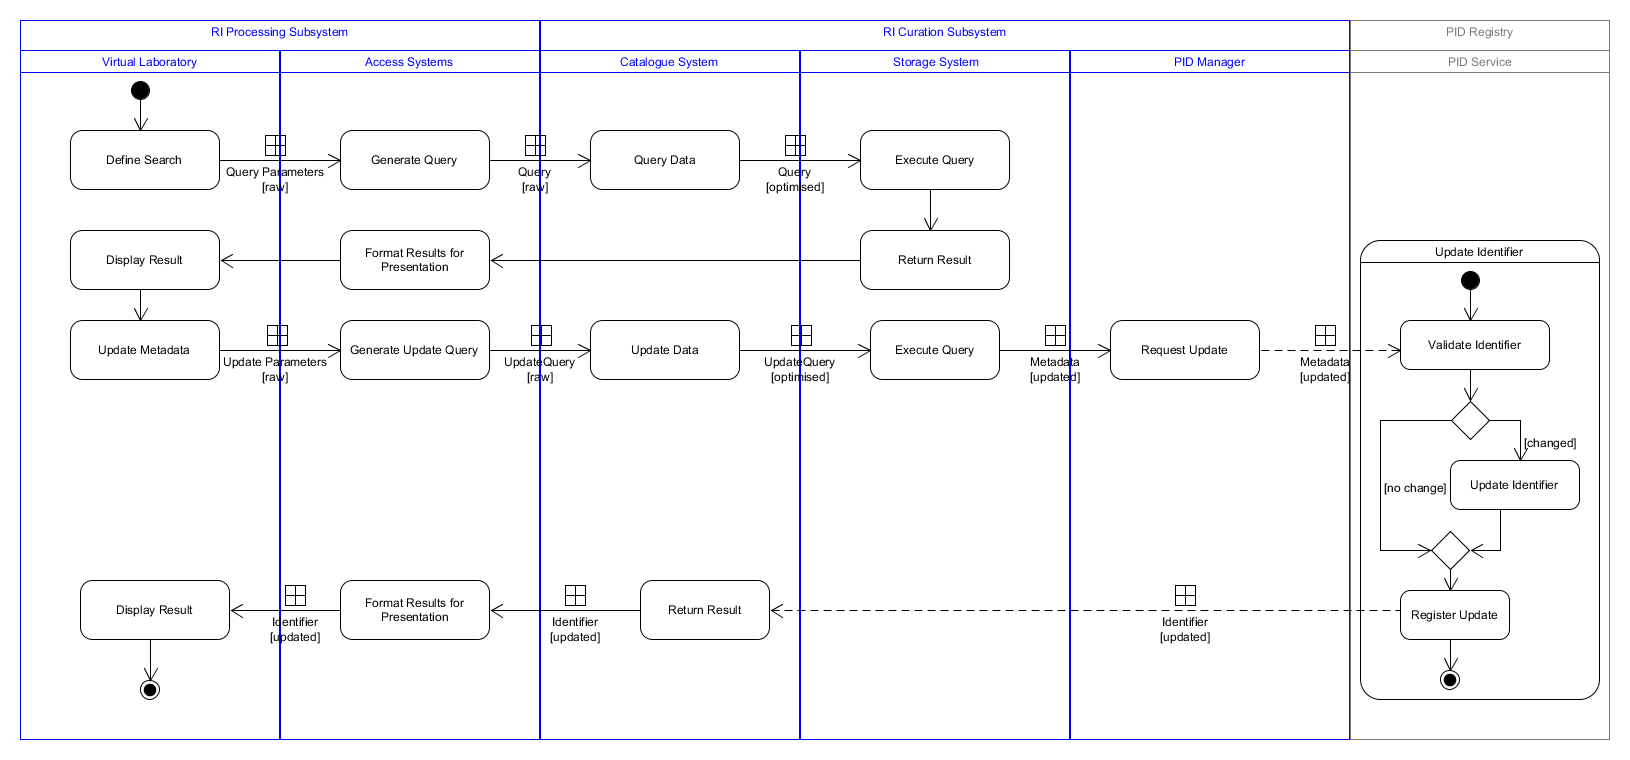 RI Processing Subsystem
RI Curation Subsystem
PID Registry
Virtual Laboratory
Access Systems
Catalogue System
Storage System
PID Manager
PID Service
Define Search
Query Parameters
[raw]
Generate Query
Query
[raw]
Query Data
Query
[optimised]
Execute Query
Display Result
Format Results for
Presentation
Return Result
Update Identifier
Update Metadata
Update Parameters
[raw]
Generate Update Query
UpdateQuery
[raw]
Update Data
UpdateQuery
[optimised]
Execute Query
Metadata
[updated]
Request Update
Metadata
[updated]
Validate Identifier
[changed]
[no change]
Update Identifier
Display Result
Identifier
[updated]
Format Results for
Presentation
Identifier
[updated]
Return Result
Identifier
[updated]
Register Update